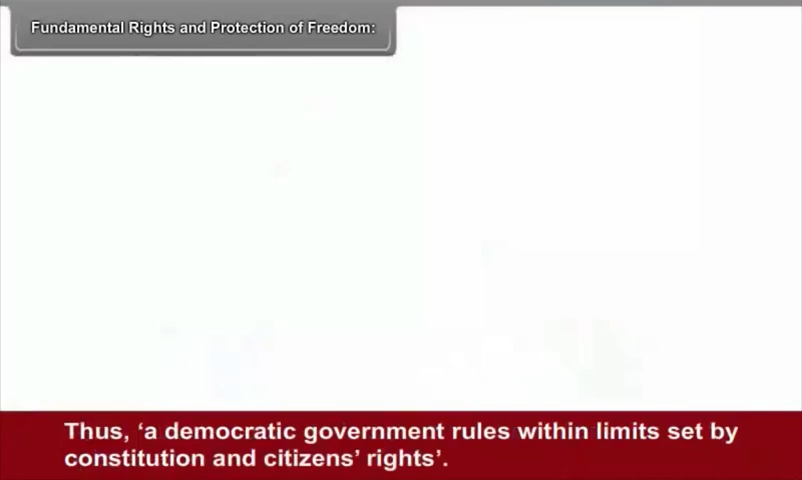 Fundamental Rights and Protection of Freedom:
Thus, ‘a democratic government rules within limits set by
constitution and citizens’ rights’.